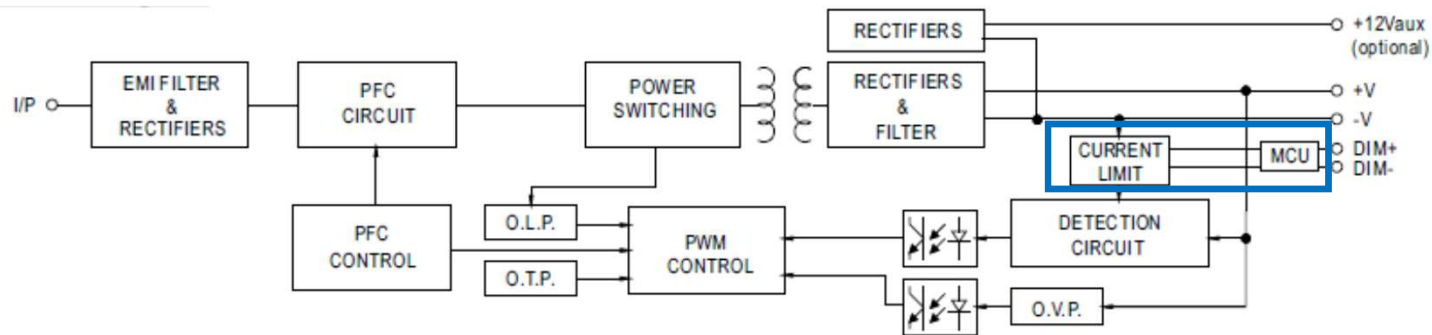 RECTIFIERS
+12Vaux
(optional)
I/P
EMI FILTER
&
RECTIFIERS
PFC
CIRCUIT
POWER
SWITCHING
RECTIFIERS
&
FILTER
+V
-V
CURRENT
LIMIT
MCU
DIM+
DIM-
PFC
CONTROL
O.L.P.
O.T.P.
PWM
CONTROL
DETECTION
CIRCUIT
O.V.P.